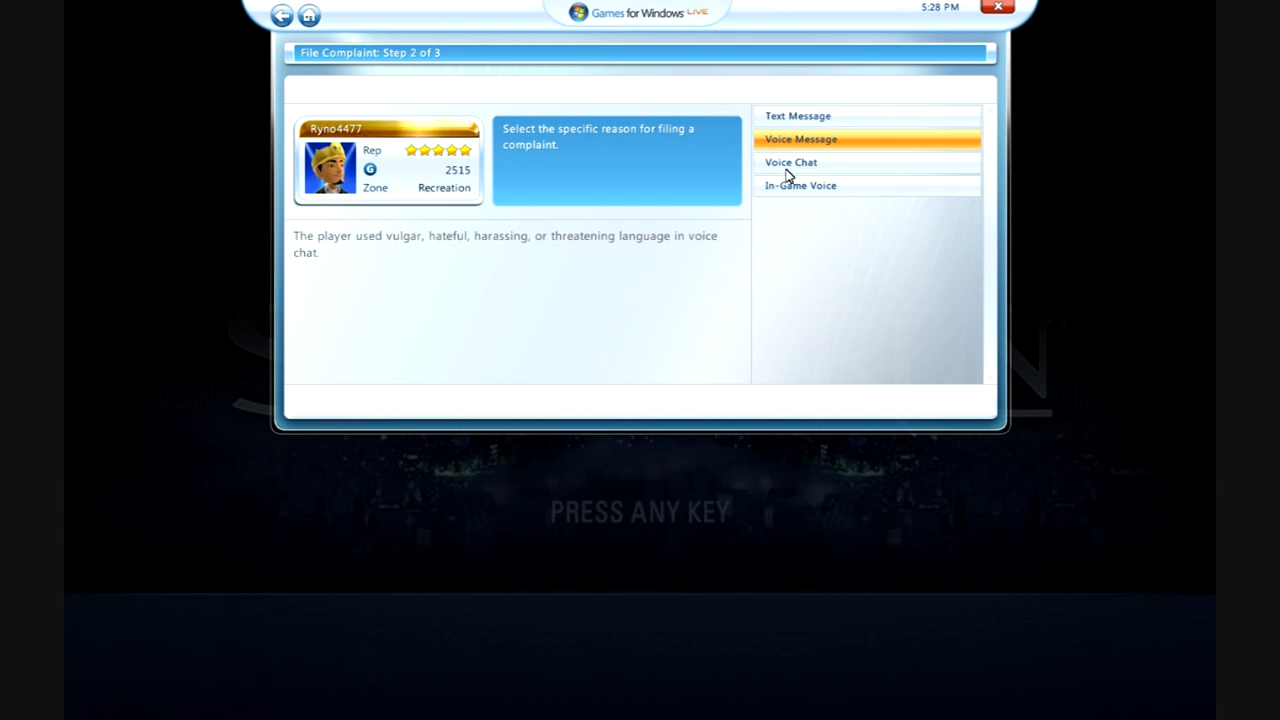 Games for Windows LIVE
5:28 PM
File Complaint: Step 2 of 3
Ryno4477
Rep
G 2515
Zone Recreation
Select the specific reason for filing a
complaint.
Text Message
Voice Message
Voice Chat
In-Game Voice
The player used vulgar, hateful, harassing, or threatening language in voice
chat.
PRESS ANY KEY